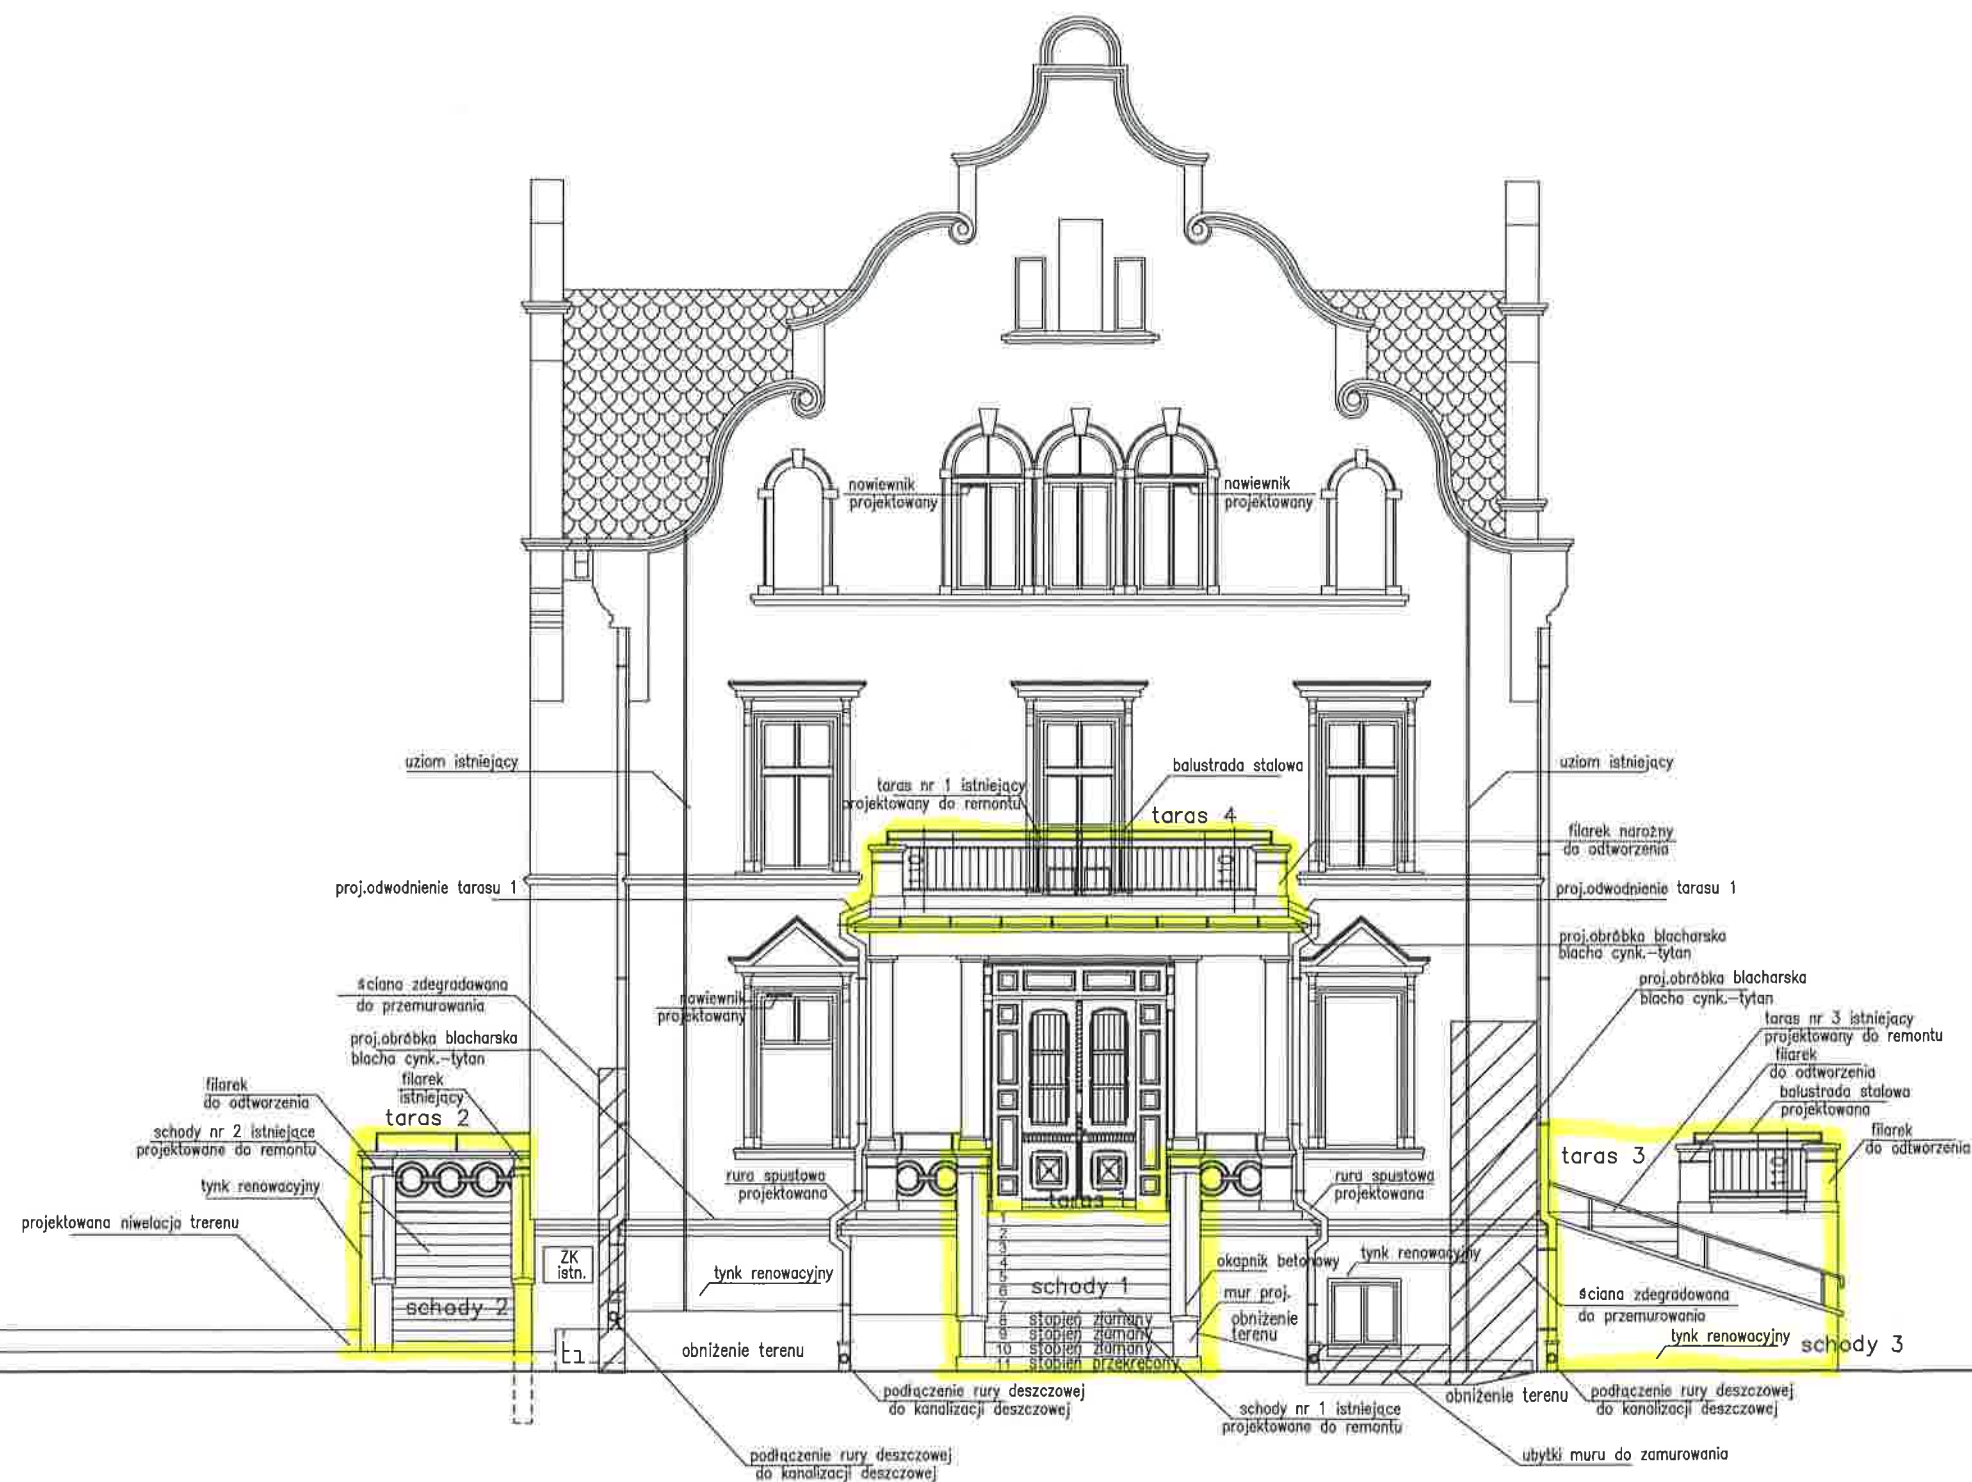 nawiewnik
projektowany
nawiewnik
projektowany
uziom istniejący
taras nr 1 istniejący
projektowany do remontu
balustrada stalowa
uziom istniejący
taras 4
filarek narożny
do odtworzenia
110
110
proj.odwodnienie tarasu 1
proj.odwodnienie tarasu 1
proj.obróbka blacharska
blacha cynk.-tytan
ściana zdegradowana
do przemurowania
nawiewnik
projektowany
proj.obróbka blacharska
blacha cynk.-tytan
taras nr 3 istniejący
projektowany do remontu
proj.obróbka blacharska
blacha cynk.-tytan
filarek
do odtworzenia
filarek
istniejący
filarek
do odtworzenia
balustrada stalowa
projektowana
taras 2
schody nr 2 istniejące
projektowane do remontu
filarek
do odtworzenia
taras 3
110
rura spustowa
projektowana
rura spustowa
projektowana
tynk renowacyjny
taras 1
projektowana niwelacja trerenu
1
2
3
4
5
6
7
8 stopień złamany
9 stopień złamany
10 stopień złamany
11 stopień przekręcony
ZK
istn.
tynk renowacyjny
schody 1
okapnik betonowy
tynk renowacyjny
mur proj.
obniżenie
terenu
schody 2
ściana zdegradowana
do przemurowania
tynk renowacyjny
schody 3
obniżenie terenu
podłączenie rury deszczowej
do kanalizacji deszczowej
schody nr 1 istniejące
projektowane do remontu
obniżenie terenu
podłączenie rury deszczowej
do kanalizacji deszczowej
podłączenie rury deszczowej
do kanalizacji deszczowej
ubytki muru do zamurowania